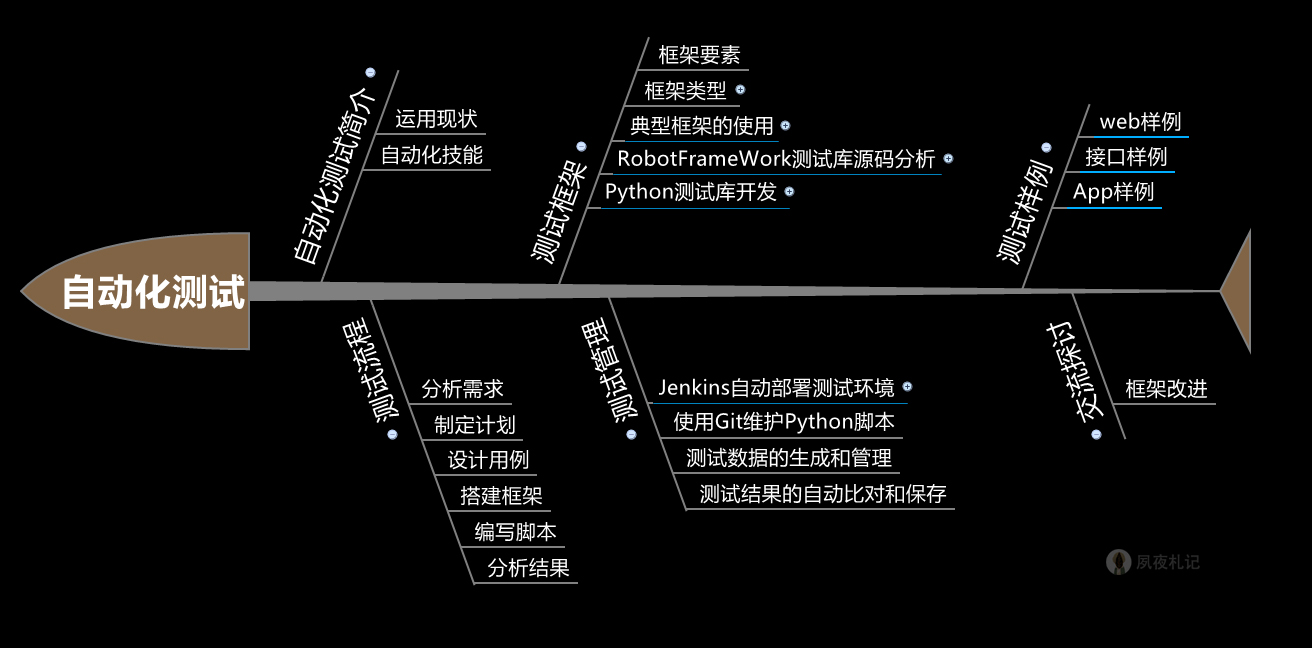 自动化测试
自动化测试简介
运用现状
自动化技能
测试框架
框架要素
框架类型
典型框架的使用
RobotFrameWork测试库源码分析
Python测试库开发
测试样例
web样例
接口样例
App样例
测试流程
分析需求
制定计划
设计用例
搭建框架
编写脚本
分析结果
测试管理
Jenkins自动部署测试环境
使用Git维护Python脚本
测试数据的生成和管理
测试结果的自动比对和保存
交流探讨
框架改进
夙夜札记